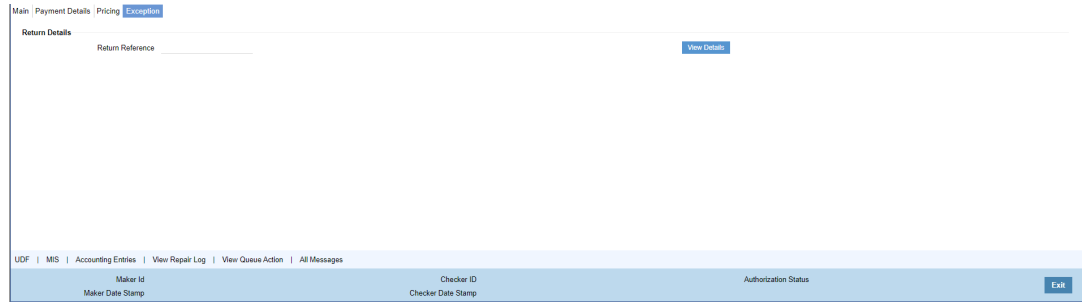 Main Payment Details Pricing Exception
Return Details
Return Reference View Details
UDF | MIS | Accounting Entries | View Repair Log | View Queue Action | All Messages
Maker Id Checker ID Authorization Status
Maker Date Stamp Checker Date Stamp Exit